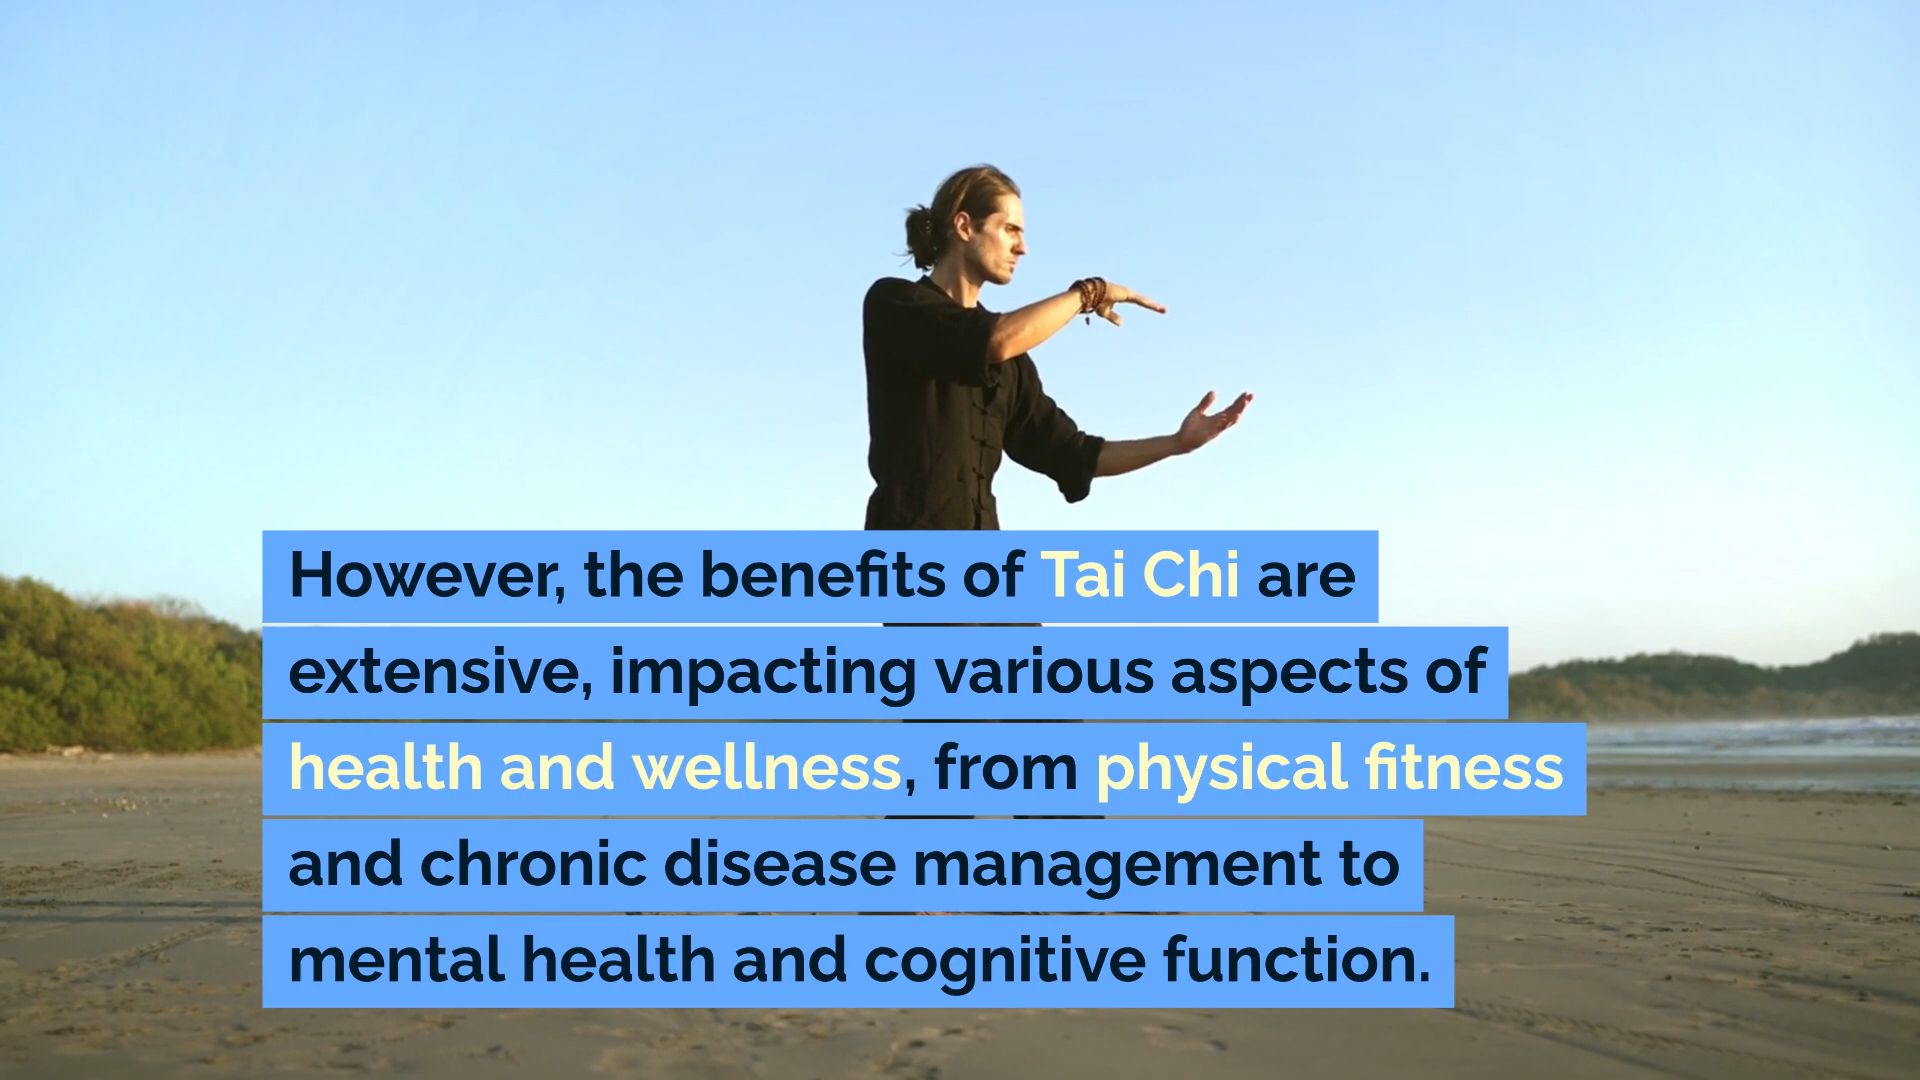 However, the benefits of Tai Chi are
extensive, impacting various aspects of
health and wellness, from physical fitness
and chronic disease management to
mental health and cognitive function.